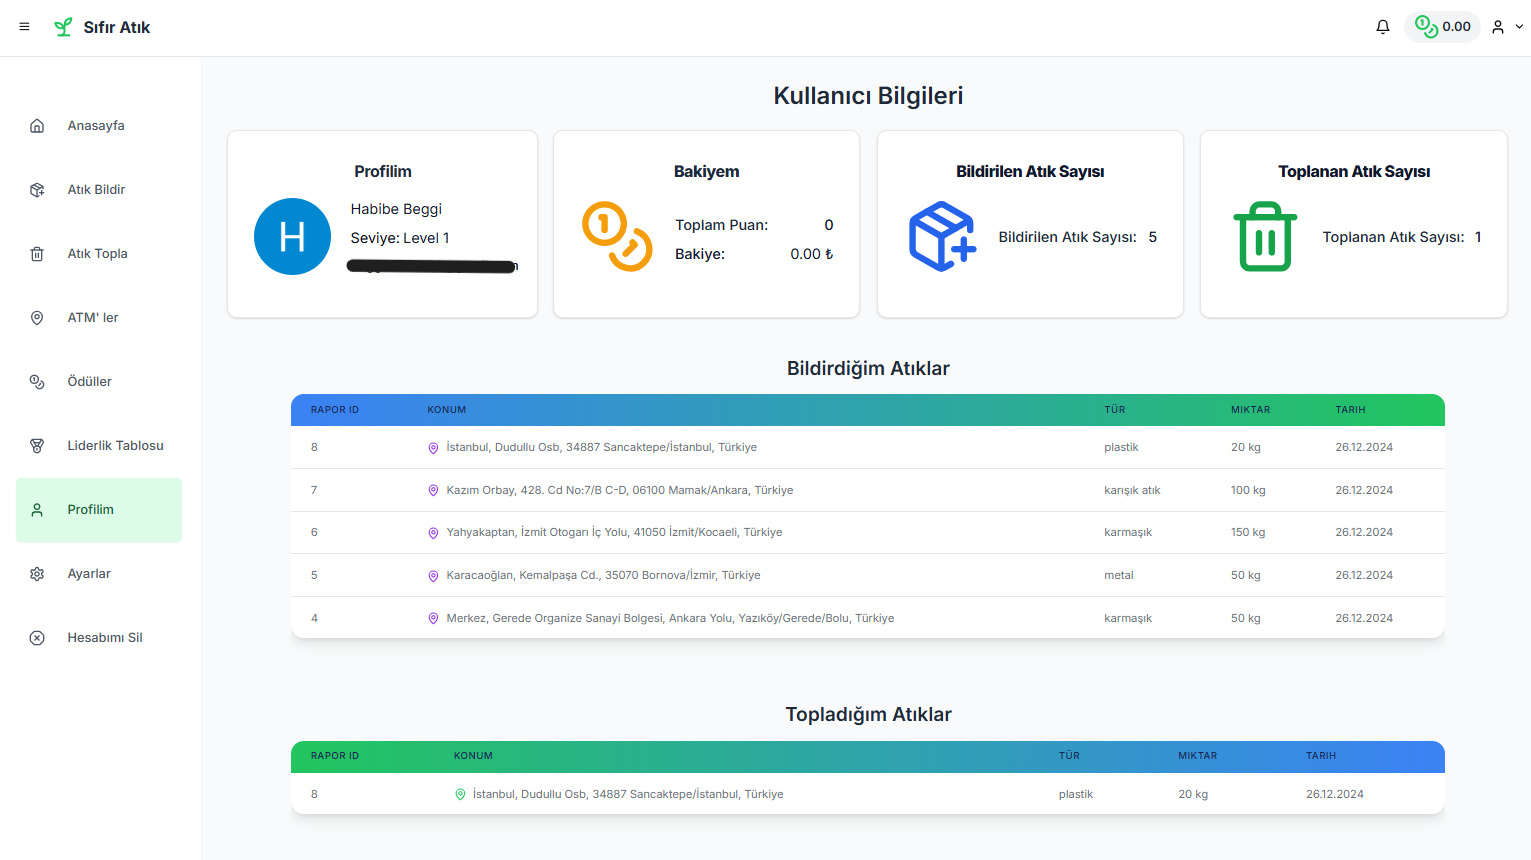 Sıfır Atık
0.00
Anasayfa
Atık Bildir
Atık Topla
ATM' ler
Ödüller
Liderlik Tablosu
Profilim
Ayarlar
Hesabımı Sil
Kullanıcı Bilgileri
Profilim
H
Habibe Beggi
Seviye: Level 1
Bakiyem
Toplam Puan: 0
Bakiye: 0.00 ₺
Bildirilen Atık Sayısı
Bildirilen Atık Sayısı: 5
Toplanan Atık Sayısı
Toplanan Atık Sayısı: 1
Bildirdiğim Atıklar
RAPOR ID KONUM TÜR MIKTAR TARIH
8 İstanbul, Dudullu Osb, 34887 Sancaktepe/İstanbul, Türkiye plastik 20 kg 26.12.2024
7 Kazım Orbay, 428. Cd No:7/B C-D, 06100 Mamak/Ankara, Türkiye karışık atık 100 kg 26.12.2024
6 Yahyakaptan, İzmit Otogarı İç Yolu, 41050 İzmit/Kocaeli, Türkiye karmaşık 150 kg 26.12.2024
5 Karacaoğlan, Kemalpaşa Cd., 35070 Bornova/İzmir, Türkiye metal 50 kg 26.12.2024
4 Merkez, Gerede Organize Sanayi Bolgesi, Ankara Yolu, Yazıköy/Gerede/Bolu, Türkiye karmaşık 50 kg 26.12.2024
Topladığım Atıklar
RAPOR ID KONUM TÜR MIKTAR TARIH
8 İstanbul, Dudullu Osb, 34887 Sancaktepe/İstanbul, Türkiye plastik 20 kg 26.12.2024